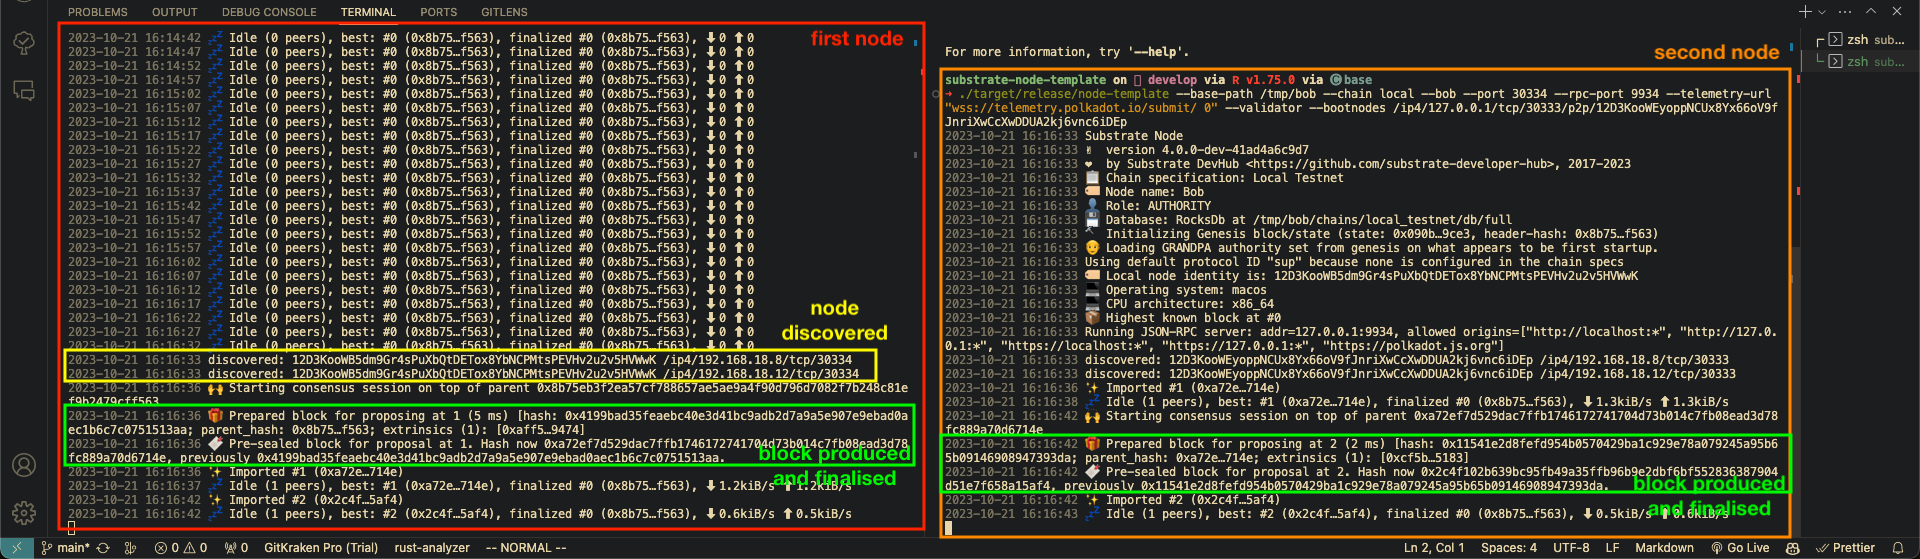 PROBLEMS OUTPUT DEBUG CONSOLE TERMINAL PORTS GITLENS
first node
2023-10-21 16:14:42 💤 Idle (0 peers), best: #0 (0x8b75…f563), finalized #0 (0x8b75…f563), ⬇ 0 ⬆ 0
2023-10-21 16:14:47 💤 Idle (0 peers), best: #0 (0x8b75…f563), finalized #0 (0x8b75…f563), ⬇ 0 ⬆ 0
2023-10-21 16:14:52 💤 Idle (0 peers), best: #0 (0x8b75…f563), finalized #0 (0x8b75…f563), ⬇ 0 ⬆ 0
2023-10-21 16:14:57 💤 Idle (0 peers), best: #0 (0x8b75…f563), finalized #0 (0x8b75…f563), ⬇ 0 ⬆ 0
2023-10-21 16:15:02 💤 Idle (0 peers), best: #0 (0x8b75…f563), finalized #0 (0x8b75…f563), ⬇ 0 ⬆ 0
2023-10-21 16:15:07 💤 Idle (0 peers), best: #0 (0x8b75…f563), finalized #0 (0x8b75…f563), ⬇ 0 ⬆ 0
2023-10-21 16:15:12 💤 Idle (0 peers), best: #0 (0x8b75…f563), finalized #0 (0x8b75…f563), ⬇ 0 ⬆ 0
2023-10-21 16:15:17 💤 Idle (0 peers), best: #0 (0x8b75…f563), finalized #0 (0x8b75…f563), ⬇ 0 ⬆ 0
2023-10-21 16:15:22 💤 Idle (0 peers), best: #0 (0x8b75…f563), finalized #0 (0x8b75…f563), ⬇ 0 ⬆ 0
2023-10-21 16:15:27 💤 Idle (0 peers), best: #0 (0x8b75…f563), finalized #0 (0x8b75…f563), ⬇ 0 ⬆ 0
2023-10-21 16:15:32 💤 Idle (0 peers), best: #0 (0x8b75…f563), finalized #0 (0x8b75…f563), ⬇ 0 ⬆ 0
2023-10-21 16:15:37 💤 Idle (0 peers), best: #0 (0x8b75…f563), finalized #0 (0x8b75…f563), ⬇ 0 ⬆ 0
2023-10-21 16:15:42 💤 Idle (0 peers), best: #0 (0x8b75…f563), finalized #0 (0x8b75…f563), ⬇ 0 ⬆ 0
2023-10-21 16:15:47 💤 Idle (0 peers), best: #0 (0x8b75…f563), finalized #0 (0x8b75…f563), ⬇ 0 ⬆ 0
2023-10-21 16:15:52 💤 Idle (0 peers), best: #0 (0x8b75…f563), finalized #0 (0x8b75…f563), ⬇ 0 ⬆ 0
2023-10-21 16:15:57 💤 Idle (0 peers), best: #0 (0x8b75…f563), finalized #0 (0x8b75…f563), ⬇ 0 ⬆ 0
2023-10-21 16:16:02 💤 Idle (0 peers), best: #0 (0x8b75…f563), finalized #0 (0x8b75…f563), ⬇ 0 ⬆ 0
2023-10-21 16:16:07 💤 Idle (0 peers), best: #0 (0x8b75…f563), finalized #0 (0x8b75…f563), ⬇ 0 ⬆ 0
2023-10-21 16:16:12 💤 Idle (0 peers), best: #0 (0x8b75…f563), finalized #0 (0x8b75…f563), ⬇ 0 ⬆ 0
2023-10-21 16:16:17 💤 Idle (0 peers), best: #0 (0x8b75…f563), finalized #0 (0x8b75…f563), ⬇ 0 ⬆ 0
2023-10-21 16:16:22 💤 Idle (0 peers), best: #0 (0x8b75…f563), finalized #0 (0x8b75…f563), ⬇ 0 ⬆ 0
2023-10-21 16:16:27 💤 Idle (0 peers), best: #0 (0x8b75…f563), finalized #0 (0x8b75…f563), ⬇ 0 ⬆ 0
2023-10-21 16:16:32 💤 Idle (0 peers), best: #0 (0x8b75…f563), finalized #0 (0x8b75…f563), ⬇ 0 ⬆ 0
node
discovered
2023-10-21 16:16:33 discovered: 12D3KooWB5dm9Gr4sPuXbQtDETox8YbNCPMtsPEVHv2u2v5HVWwK /ip4/192.168.18.8/tcp/30334
2023-10-21 16:16:33 discovered: 12D3KooWB5dm9Gr4sPuXbQtDETox8YbNCPMtsPEVHv2u2v5HVWwK /ip4/192.168.18.12/tcp/30334
2023-10-21 16:16:36 🙌 Starting consensus session on top of parent 0x8b75eb3f2ea57cf788657ae5ae9a4f90d796d7082f7b248c81e
f9b2479cff563
2023-10-21 16:16:36 🎁 Prepared block for proposing at 1 (5 ms) [hash: 0x4199bad35feaebc40e3d41bc9adb2d7a9a5e907e9ebad0a
ec1b6c7c0751513aa; parent_hash: 0x8b75…f563; extrinsics (1): [0xaff5…9474]
2023-10-21 16:16:36 🔖 Pre-sealed block for proposal at 1. Hash now 0xa72ef7d529dac7ffb1746172741704d73b014c7fb08ead3d78
fc889a70d6714e, previously 0x4199bad35feaebc40e3d41bc9adb2d7a9a5e907e9ebad0aec1b6c7c0751513aa.
block produced
and finalised
2023-10-21 16:16:36 ✨ Imported #1 (0xa72e…714e)
2023-10-21 16:16:37 💤 Idle (1 peers), best: #1 (0xa72e…714e), finalized #0 (0x8b75…f563), ⬇ 1.2kiB/s ⬆ 1.2kiB/s
2023-10-21 16:16:42 ✨ Imported #2 (0x2c4f…5af4)
2023-10-21 16:16:42 💤 Idle (1 peers), best: #2 (0x2c4f…5af4), finalized #0 (0x8b75…f563), ⬇ 0.6kiB/s ⬆ 0.5kiB/s
For more information, try '--help'.
second node
substrate-node-template on develop via R v1.75.0 via C base
➜ ./target/release/node-template --base-path /tmp/bob --chain local --bob --port 30334 --rpc-port 9934 --telemetry-url
"wss://telemetry.polkadot.io/submit/ 0" --validator --bootnodes /ip4/127.0.0.1/tcp/30333/p2p/12D3KooWEyoppNCUx8Yx66oV9f
JnriXwCcXwDDUA2kj6vnc6iDEp
2023-10-21 16:16:33 Substrate Node
2023-10-21 16:16:33 ✌ version 4.0.0-dev-41ad4a6c9d7
2023-10-21 16:16:33 ❤ by Substrate DevHub <https://github.com/substrate-developer-hub>, 2017-2023
2023-10-21 16:16:33 📋 Chain specification: Local Testnet
2023-10-21 16:16:33 🏷 Node name: Bob
2023-10-21 16:16:33 👤 Role: AUTHORITY
2023-10-21 16:16:33 💾 Database: RocksDb at /tmp/bob/chains/local_testnet/db/full
2023-10-21 16:16:33 🔨 Initializing Genesis block/state (state: 0x090b…9ce3, header-hash: 0x8b75…f563)
2023-10-21 16:16:33 👴 Loading GRANDPA authority set from genesis on what appears to be first startup.
2023-10-21 16:16:33 Using default protocol ID "sup" because none is configured in the chain specs
2023-10-21 16:16:33 🏷 Local node identity is: 12D3KooWB5dm9Gr4sPuXbQtDETox8YbNCPMtsPEVHv2u2v5HVWwK
2023-10-21 16:16:33 💻 Operating system: macos
2023-10-21 16:16:33 💻 CPU architecture: x86_64
2023-10-21 16:16:33 📦 Highest known block at #0
2023-10-21 16:16:33 Running JSON-RPC server: addr=127.0.0.1:9934, allowed origins=["http://localhost:*", "http://127.0.
0.1:*", "https://localhost:*", "https://127.0.0.1:*", "https://polkadot.js.org"]
2023-10-21 16:16:33 discovered: 12D3KooWEyoppNCUx8Yx66oV9fJnriXwCcXwDDUA2kj6vnc6iDEp /ip4/192.168.18.8/tcp/30333
2023-10-21 16:16:33 discovered: 12D3KooWEyoppNCUx8Yx66oV9fJnriXwCcXwDDUA2kj6vnc6iDEp /ip4/192.168.18.12/tcp/30333
2023-10-21 16:16:36 ✨ Imported #1 (0xa72e…714e)
2023-10-21 16:16:38 💤 Idle (1 peers), best: #1 (0xa72e…714e), finalized #0 (0x8b75…f563), ⬇ 1.3kiB/s ⬆ 1.3kiB/s
2023-10-21 16:16:42 🙌 Starting consensus session on top of parent 0xa72ef7d529dac7ffb1746172741704d73b014c7fb08ead3d78
fc889a70d6714e
2023-10-21 16:16:42 🎁 Prepared block for proposing at 2 (2 ms) [hash: 0x11541e2d8fefd954b0570429ba1c929e78a079245a95b6
5b09146908947393da; parent_hash: 0xa72e…714e; extrinsics (1): [0xcf5b…5183]
2023-10-21 16:16:42 🔖 Pre-sealed block for proposal at 2. Hash now 0x2c4f102b639bc95fb49a35ffb96b9e2dbf6bf552836387904
d51e7f658a15af4, previously 0x11541e2d8fefd954b0570429ba1c929e78a079245a95b65b09146908947393da.
block produced
and finalised
2023-10-21 16:16:42 ✨ Imported #2 (0x2c4f…5af4)
2023-10-21 16:16:43 💤 Idle (1 peers), best: #2 (0x2c4f…5af4), finalized #0 (0x8b75…f563), ⬇ 0.5kiB/s ⬆ 0.6kiB/s
zsh sub...
zsh sub...
main* 0 0 0 GitKraken Pro (Trial) rust-analyzer -- NORMAL -- Ln 2, Col 1 Spaces: 4 UTF-8 LF Markdown Go Live Prettier